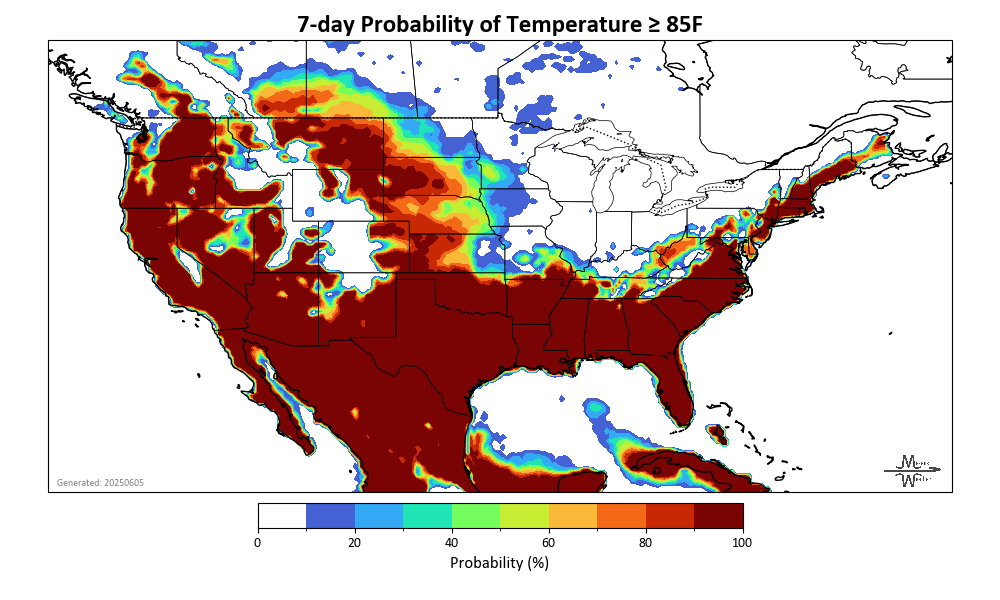 7-day Probability of Temperature ≥ 85F
Generated: 20250605
0 20 40 60 80 100
Probability (%)